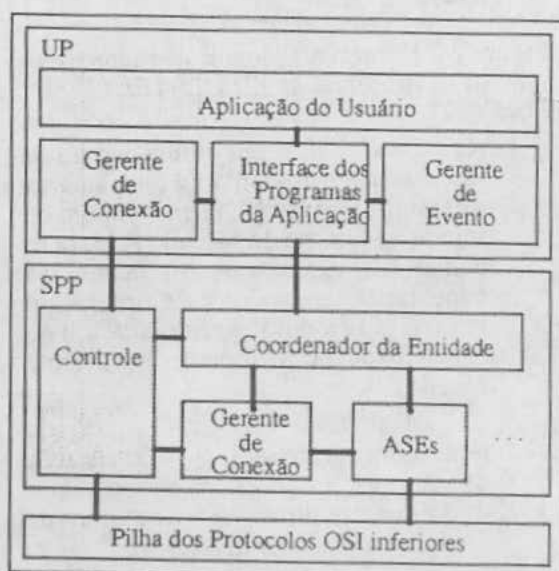 UP
Aplicação do Usuário
Gerente
de
Conexão
Interface dos
Programas
da Aplicação
Gerente
de
Evento
SPP
Controle
Coordenador da Entidade
Gerente
de
Conexão
ASEs
Pilha dos Protocolos OSI inferiores